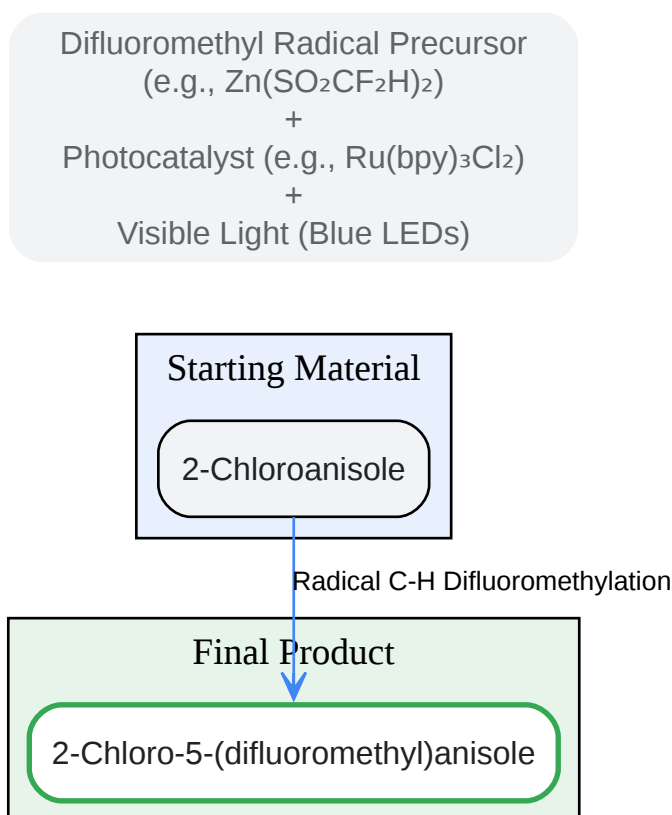 Difluoromethyl Radical Precursor
(e.g., Zn(SO₂CF₂H)₂)
+
Photocatalyst (e.g., Ru(bpy)₃Cl₂)
+
Visible Light (Blue LEDs)
Starting Material
2-Chloroanisole
Radical C-H Difluoromethylation
Final Product
2-Chloro-5-(difluoromethyl)anisole